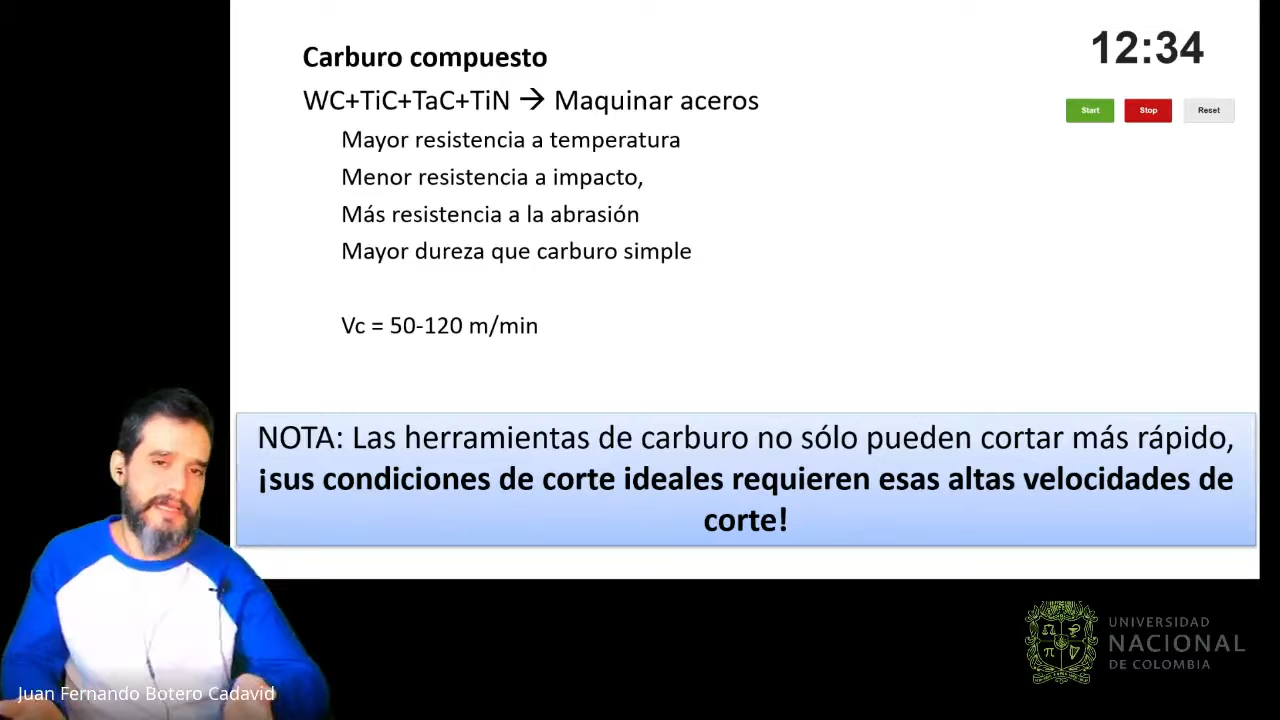 Carburo compuesto
WC+TiC+TaC+TiN → Maquinar aceros
Mayor resistencia a temperatura
Menor resistencia a impacto,
Más resistencia a la abrasión
Mayor dureza que carburo simple
Vc = 50-120 m/min
12:34
Start Stop Reset
NOTA: Las herramientas de carburo no sólo pueden cortar más rápido,
¡sus condiciones de corte ideales requieren esas altas velocidades de
corte!
UNIVERSIDAD
NACIONAL
DE COLOMBIA
Juan Fernando Botero Cadavid